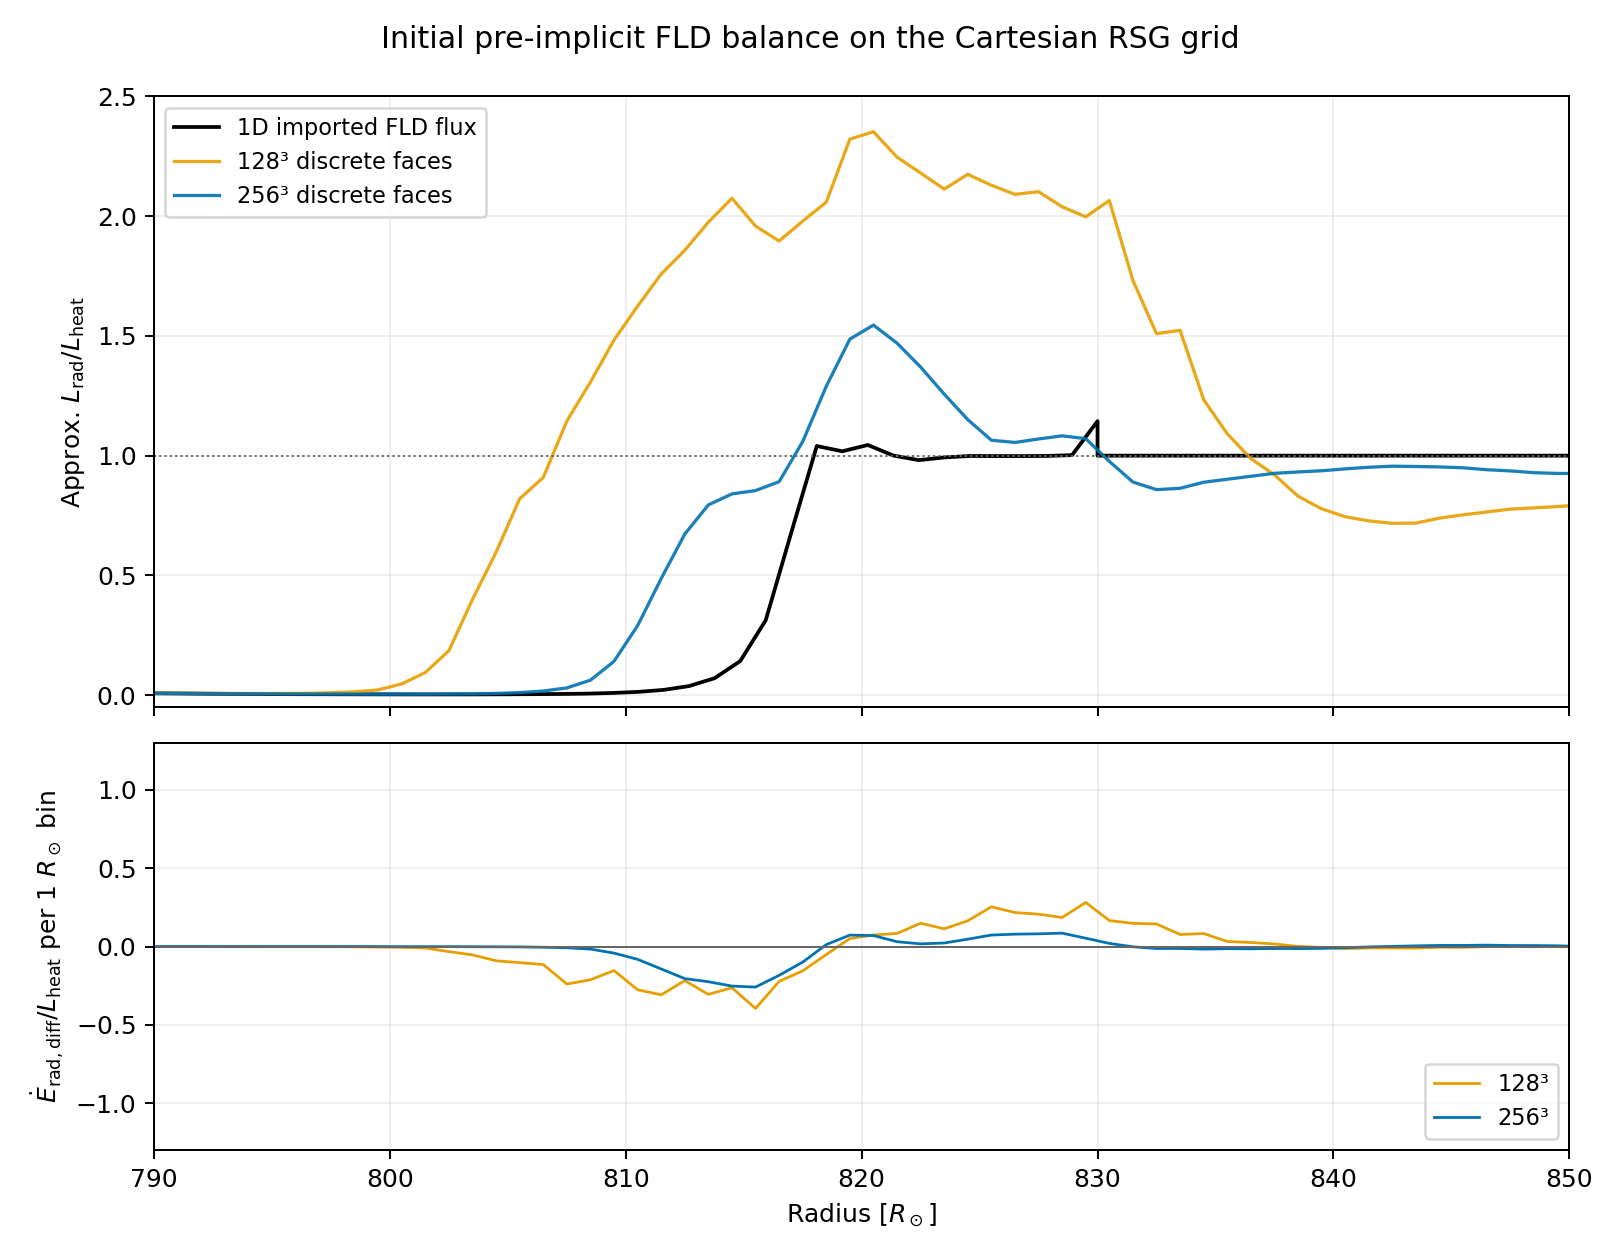 Initial pre-implicit FLD balance on the Cartesian RSG grid
2.5
2.0
1.5
1.0
0.5
0.0
Approx. L_rad/L_heat
1D imported FLD flux
128³ discrete faces
256³ discrete faces
1.0
0.5
0.0
−0.5
−1.0
Ė_rad,diff/L_heat per 1 R_⊙ bin
128³
256³
790 800 810 820 830 840 850
Radius [R_⊙]